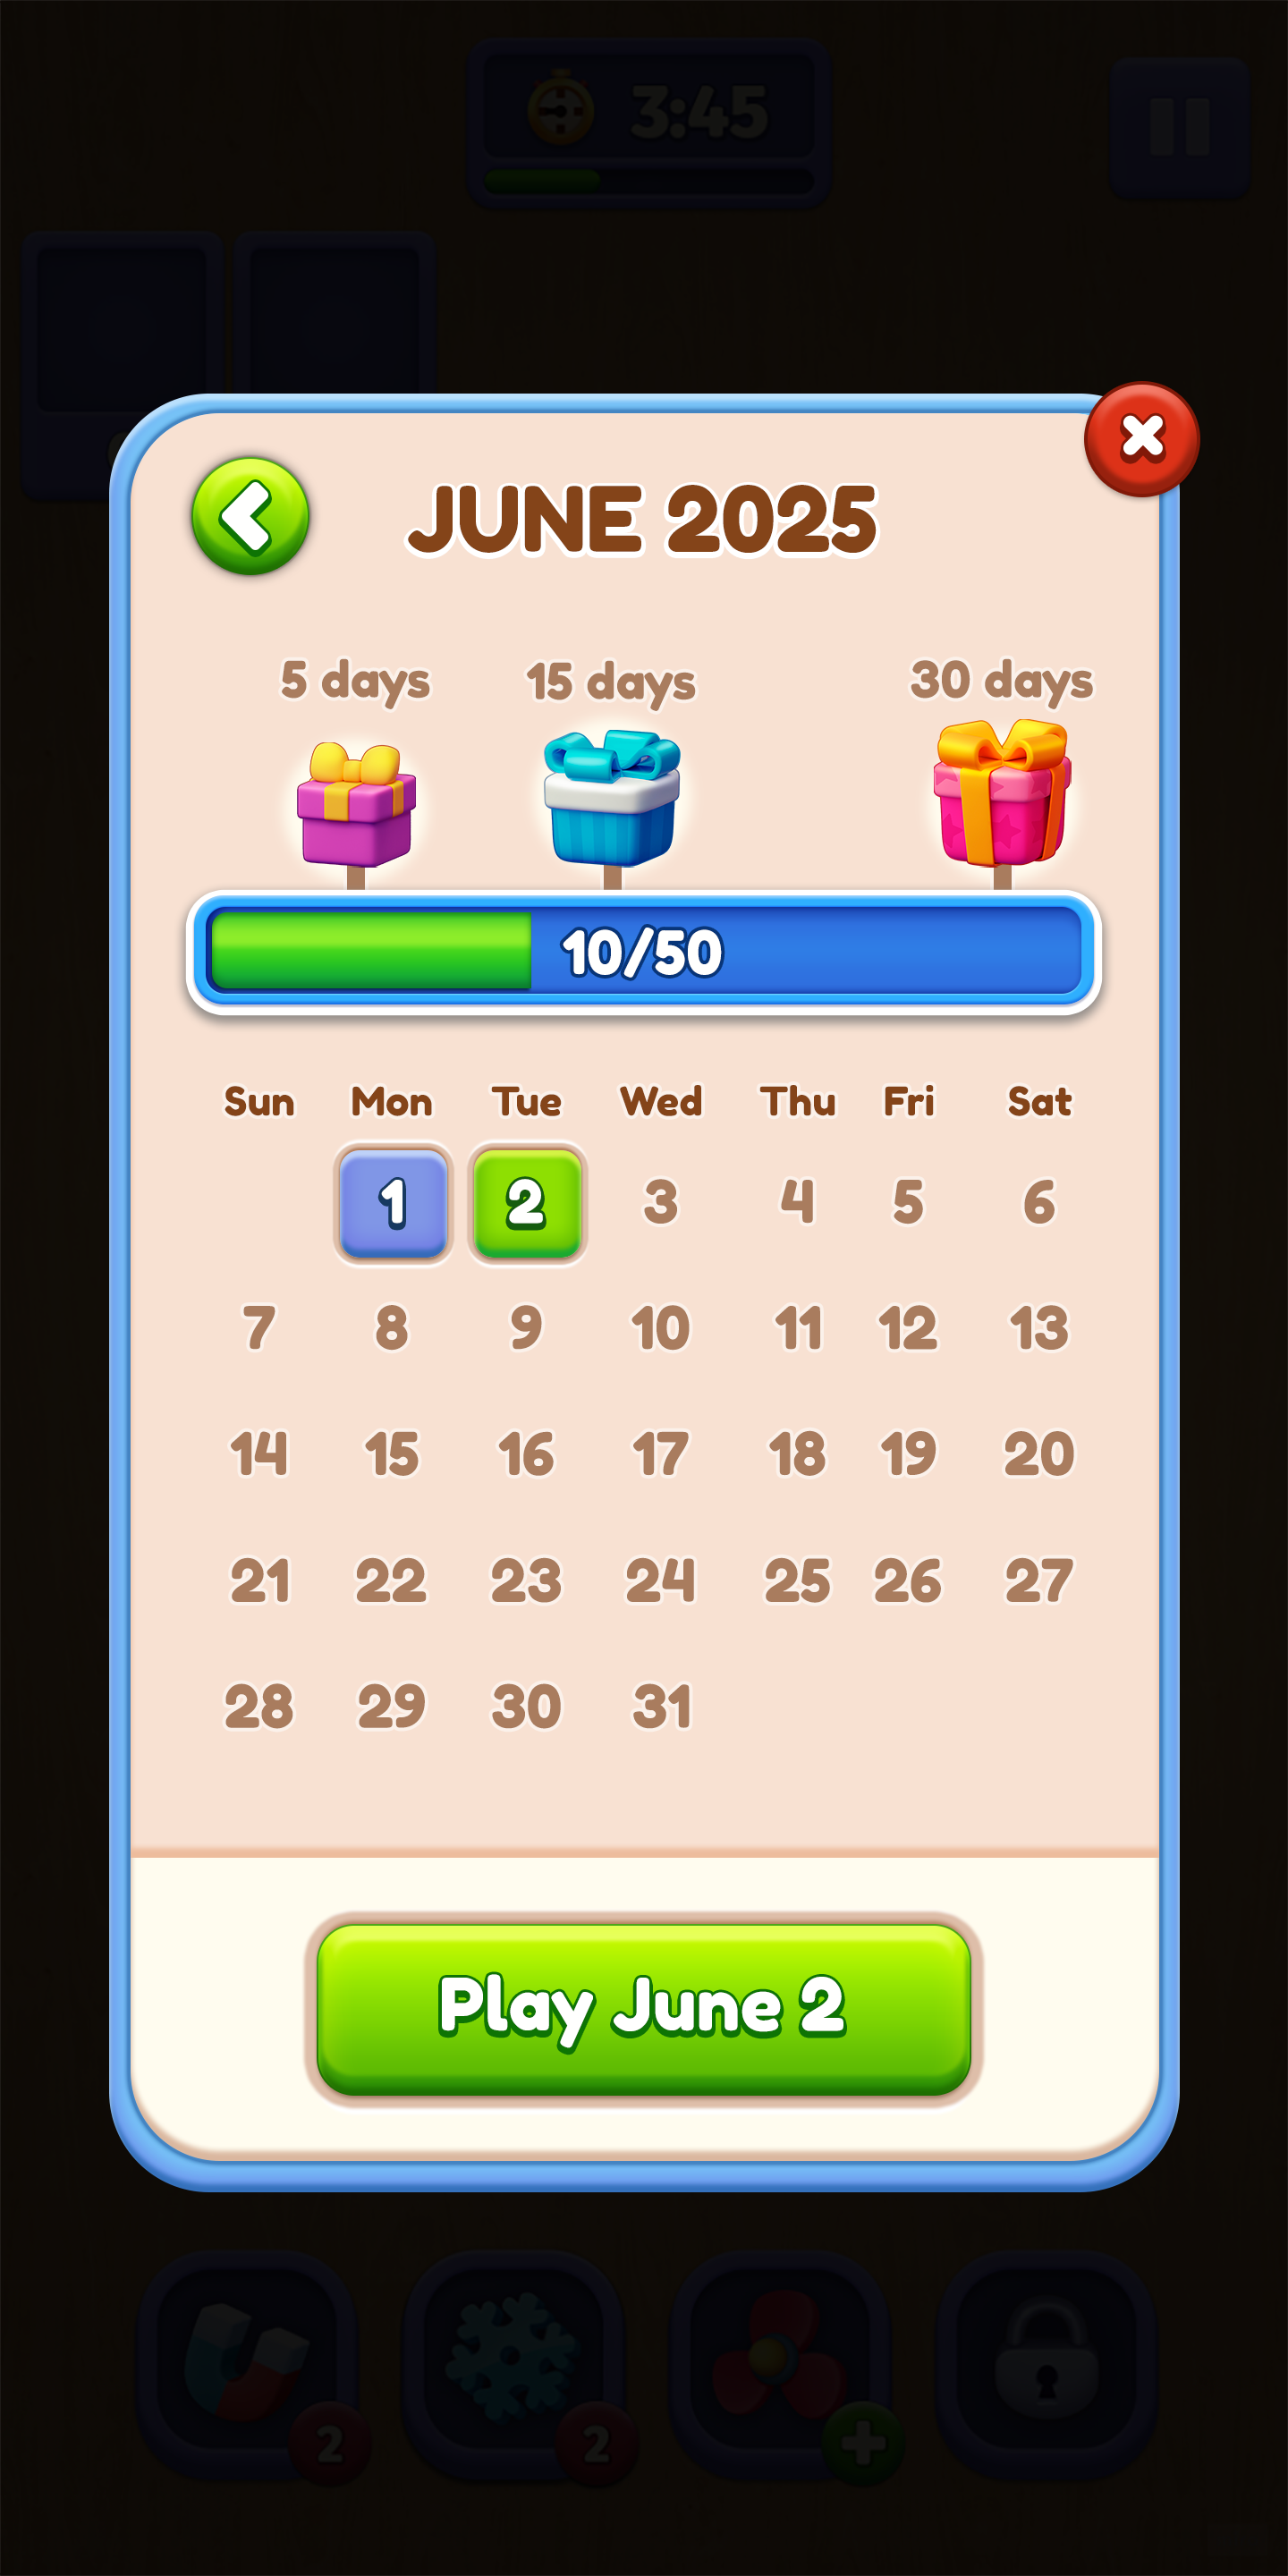 3:45
JUNE 2025
5 days 15 days 30 days
10/50
Sun Mon Tue Wed Thu Fri Sat
1 2 3 4 5 6
7 8 9 10 11 12 13
14 15 16 17 18 19 20
21 22 23 24 25 26 27
28 29 30 31
Play June 2
2 2